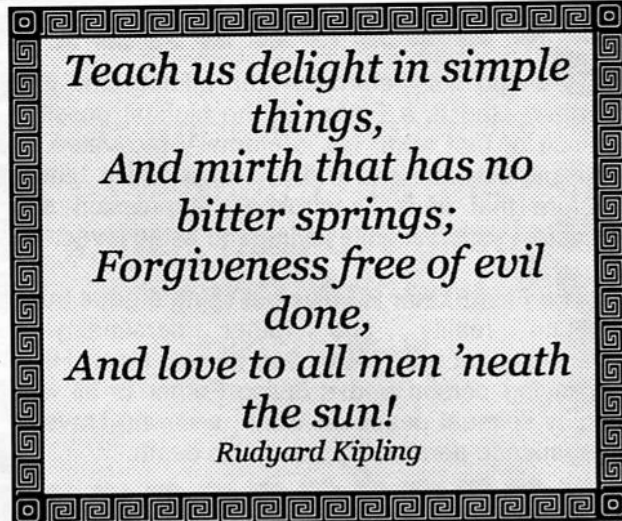 Teach us delight in simple
things,
And mirth that has no
bitter springs;
Forgiveness free of evil
done,
And love to all men ’neath
the sun!
Rudyard Kipling